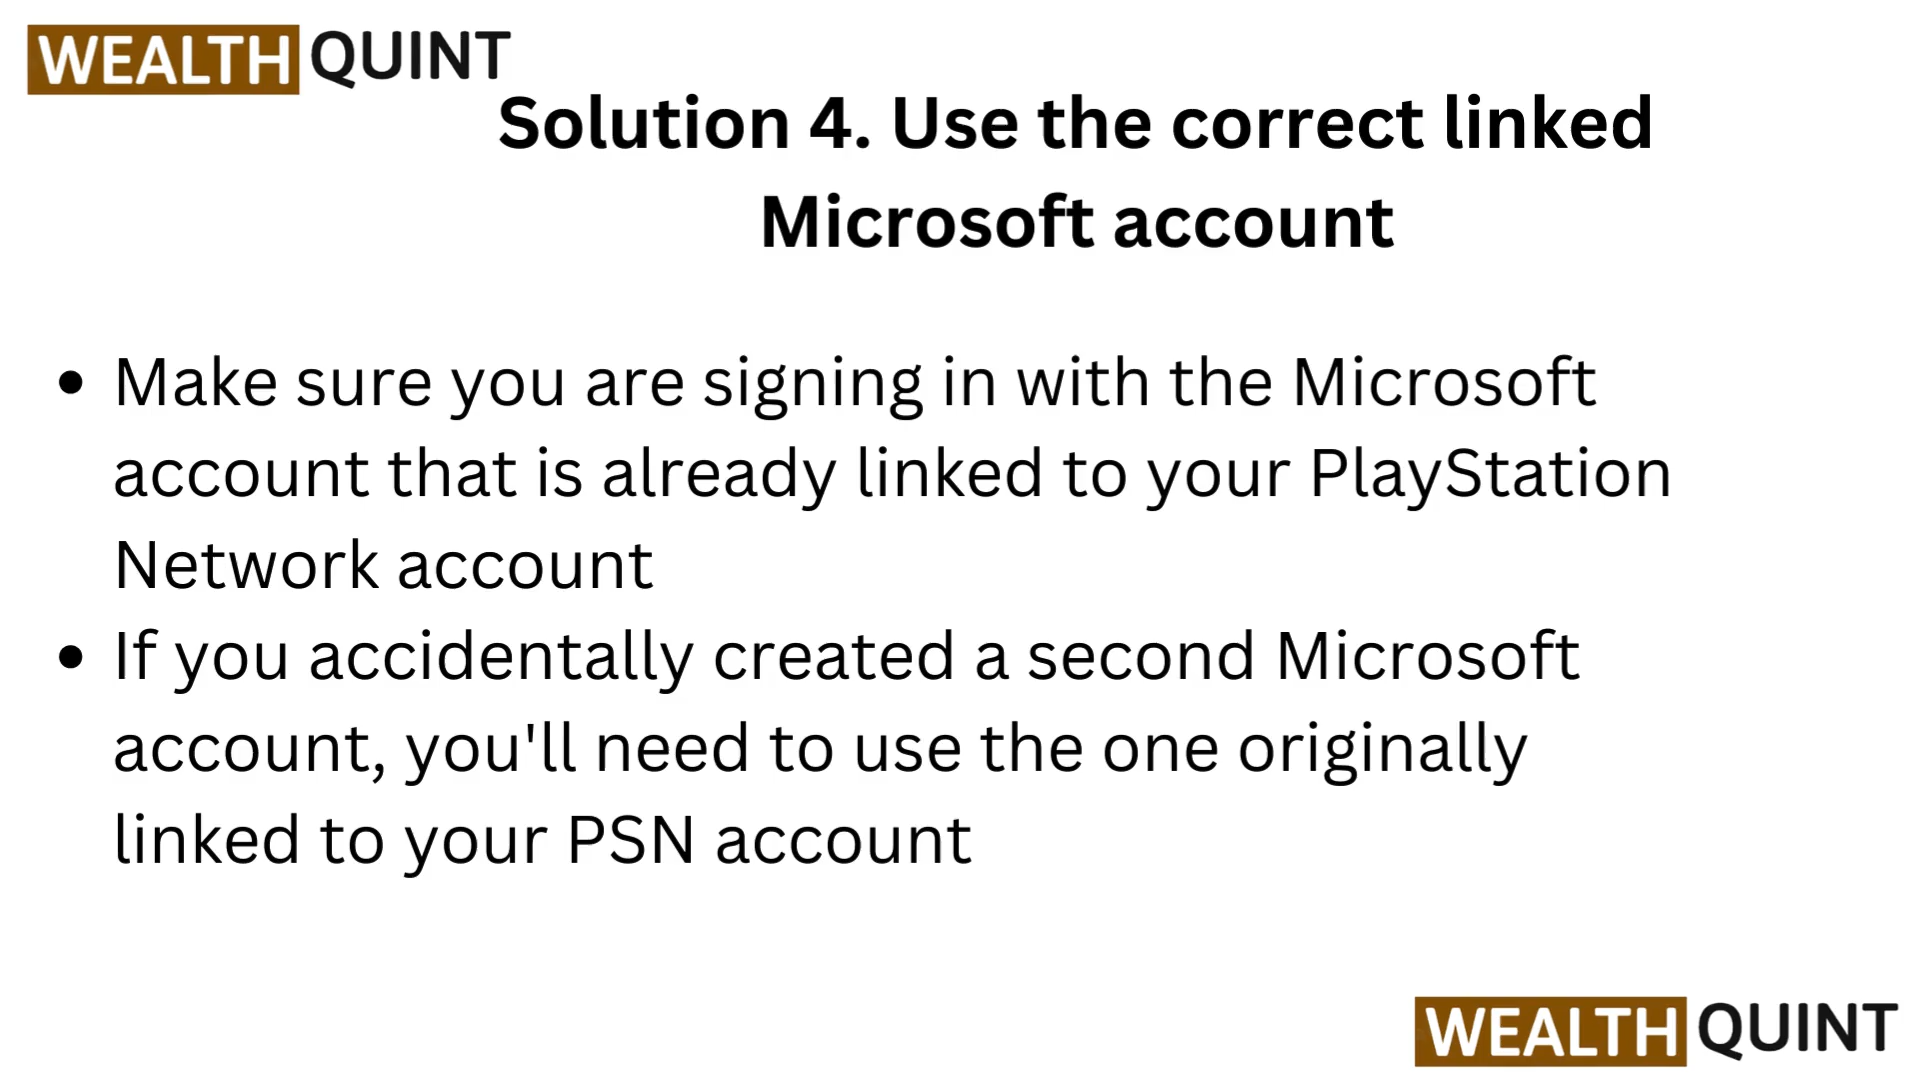 WEALTH QUINT
Solution 4. Use the correct linked
Microsoft account
• Make sure you are signing in with the Microsoft
account that is already linked to your PlayStation
Network account
• If you accidentally created a second Microsoft
account, you'll need to use the one originally
linked to your PSN account
WEALTH QUINT